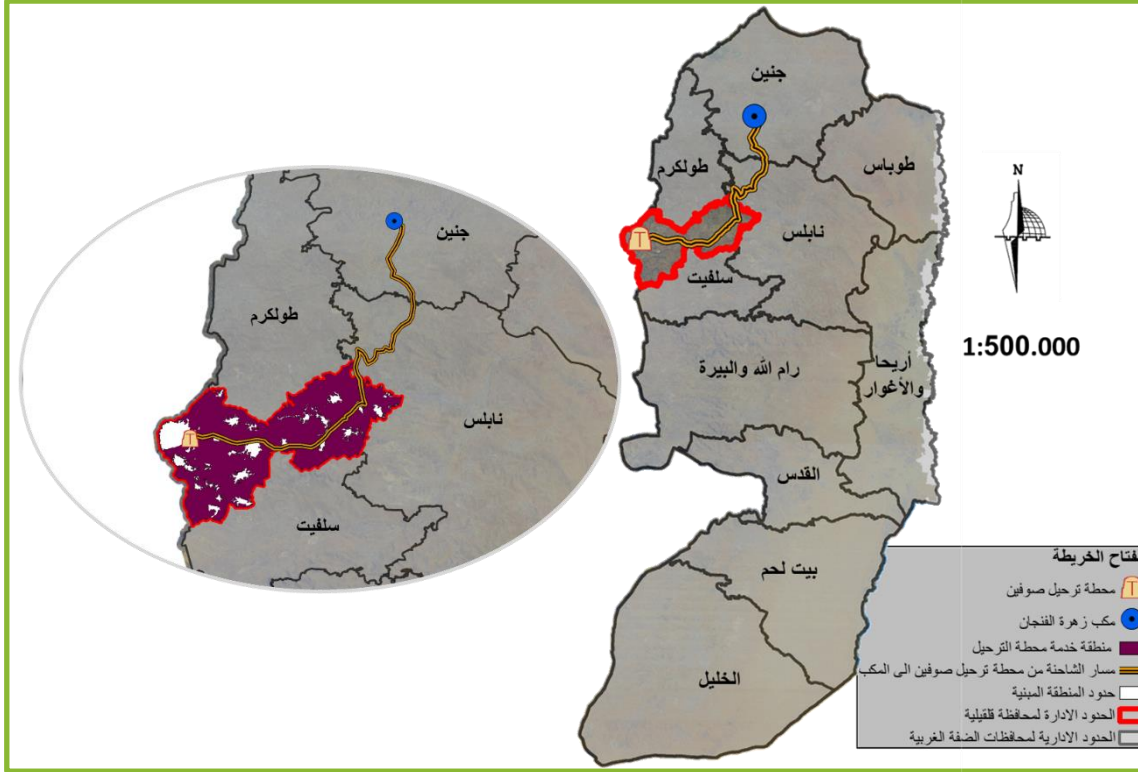 جنين
طوباس
طولكرم
نابلس
سلفيت
رام الله والبيرة
أريحا
والأغوار
القدس
بيت لحم
الخليل
N
1:500.000
جنين
طولكرم
نابلس
سلفيت
T
T
فتاح الخريطة
T محطة ترحيل صوفين
مكب زهرة الفنجان
منطقة خدمة محطة الترحيل
مسار الشاحنة من محطة ترحيل صوفين الى المكب
حدود المنطقة المبنية
الحدود الادارة لمحافظة قلقيلية
الحدود الادارية لمحافظات الضفة الغربية